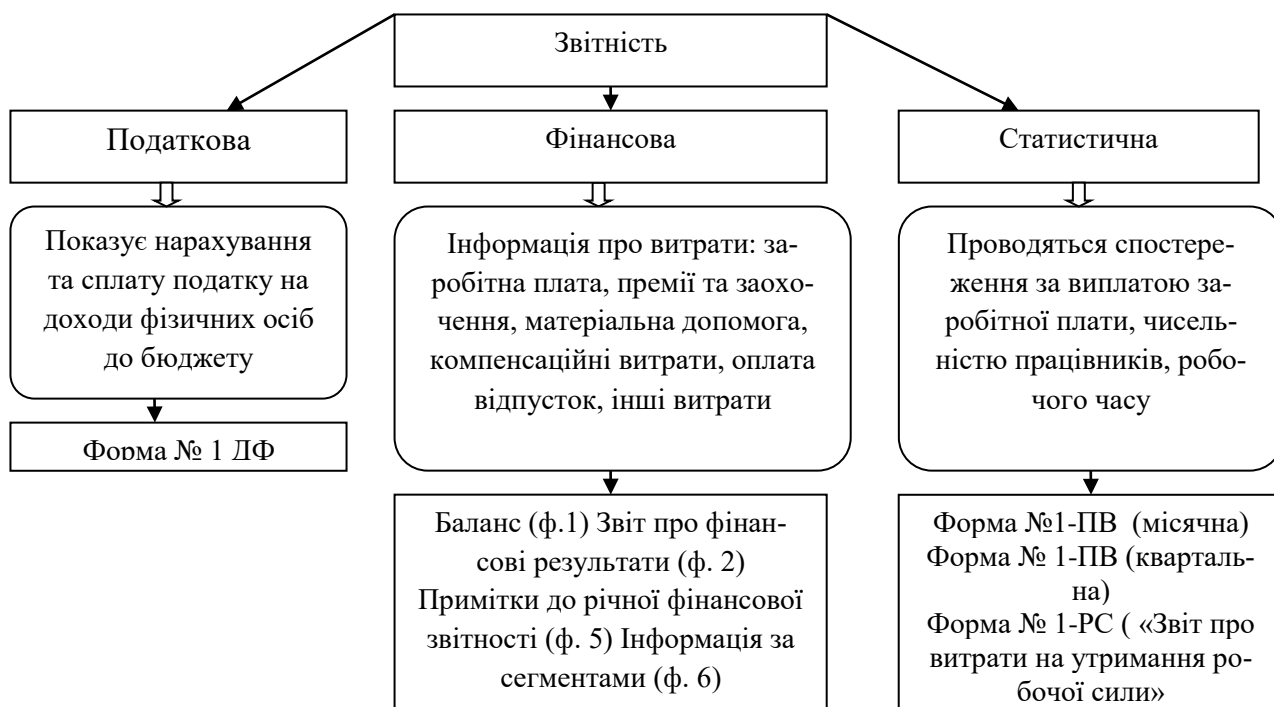 Звітність
Податкова
Фінансова
Статистична
Показує нарахування
та сплату податку на
доходи фізичних осіб
до бюджету
Інформація про витрати: за-
робітна плата, премії та заохо-
чення, матеріальна допомога,
компенсаційні витрати, оплата
відпусток, інші витрати
Проводяться спостере-
ження за виплатою за-
робітної плати, чисель-
ністю працівників, робо-
чого часу
Форма № 1 ДФ
Баланс (ф.1) Звіт про фінан-
сові результати (ф. 2)
Примітки до річної фінансової
звітності (ф. 5) Інформація за
сегментами (ф. 6)
Форма №1-ПВ (місячна)
Форма № 1-ПВ (кварталь-
на)
Форма № 1-РС ( «Звіт про
витрати на утримання ро-
бочої сили»